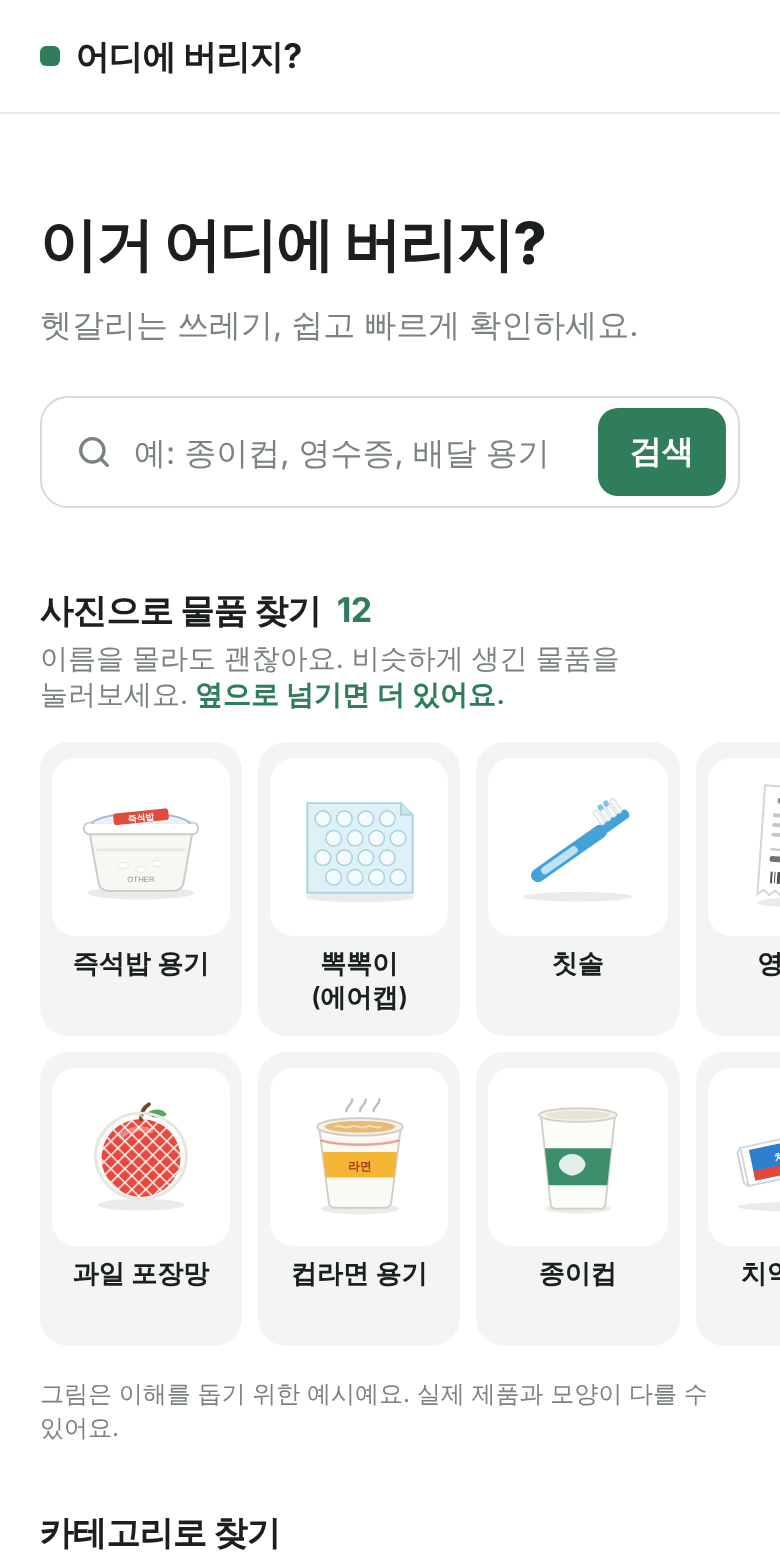 어디에 버리지?
이거 어디에 버리지?
헷갈리는 쓰레기, 쉽고 빠르게 확인하세요.
예: 종이컵, 영수증, 배달 용기
검색
사진으로 물품 찾기 12
이름을 몰라도 괜찮아요. 비슷하게 생긴 물품을
눌러보세요. 옆으로 넘기면 더 있어요.
즉석밥
OTHER
즉석밥 용기
뽁뽁이
(에어캡)
칫솔
영
과일 포장망
라면
컵라면 용기
종이컵
치약
그림은 이해를 돕기 위한 예시예요. 실제 제품과 모양이 다를 수
있어요.
카테고리로 찾기